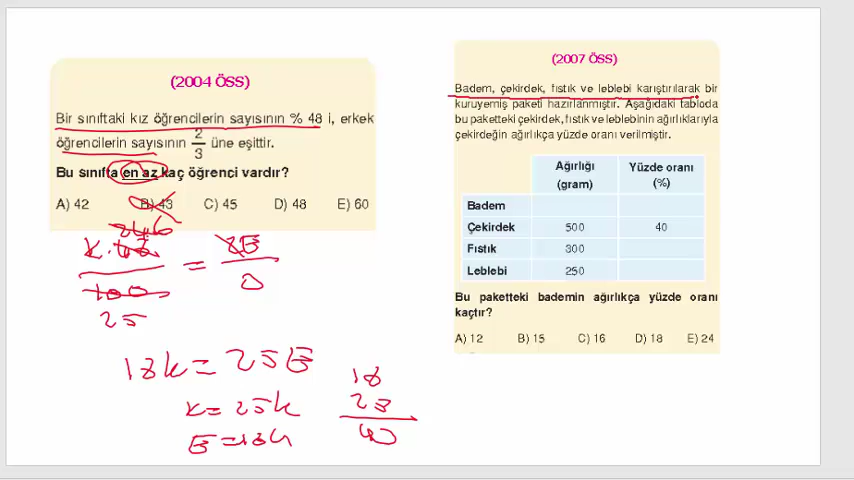 (2004 ÖSS)
Bir sınıftaki kız öğrencilerin sayısının % 48 i, erkek
öğrencilerin sayısının 2/3 üne eşittir.
Bu sınıfta en az kaç öğrenci vardır?
A) 42 B) 43 C) 45 D) 48 E) 60
K.
100
=
25
18k = 25E
K = 25k
E = 18k
18
25
(2007 ÖSS)
Badem, çekirdek, fıstık ve leblebi karıştırılarak bir
kuruyemiş paketi hazırlanmıştır. Aşağıdaki tabloda
bu paketteki çekirdek, fıstık ve leblebinin ağırlıklarıyla
çekirdeğin ağırlıkça yüzde oranı verilmiştir.
Ağırlığı Yüzde oranı
(gram) (%)
Badem
Çekirdek 500 40
Fıstık 300
Leblebi 250
Bu paketteki bademin ağırlıkça yüzde oranı
kaçtır?
A) 12 B) 15 C) 16 D) 18 E) 24